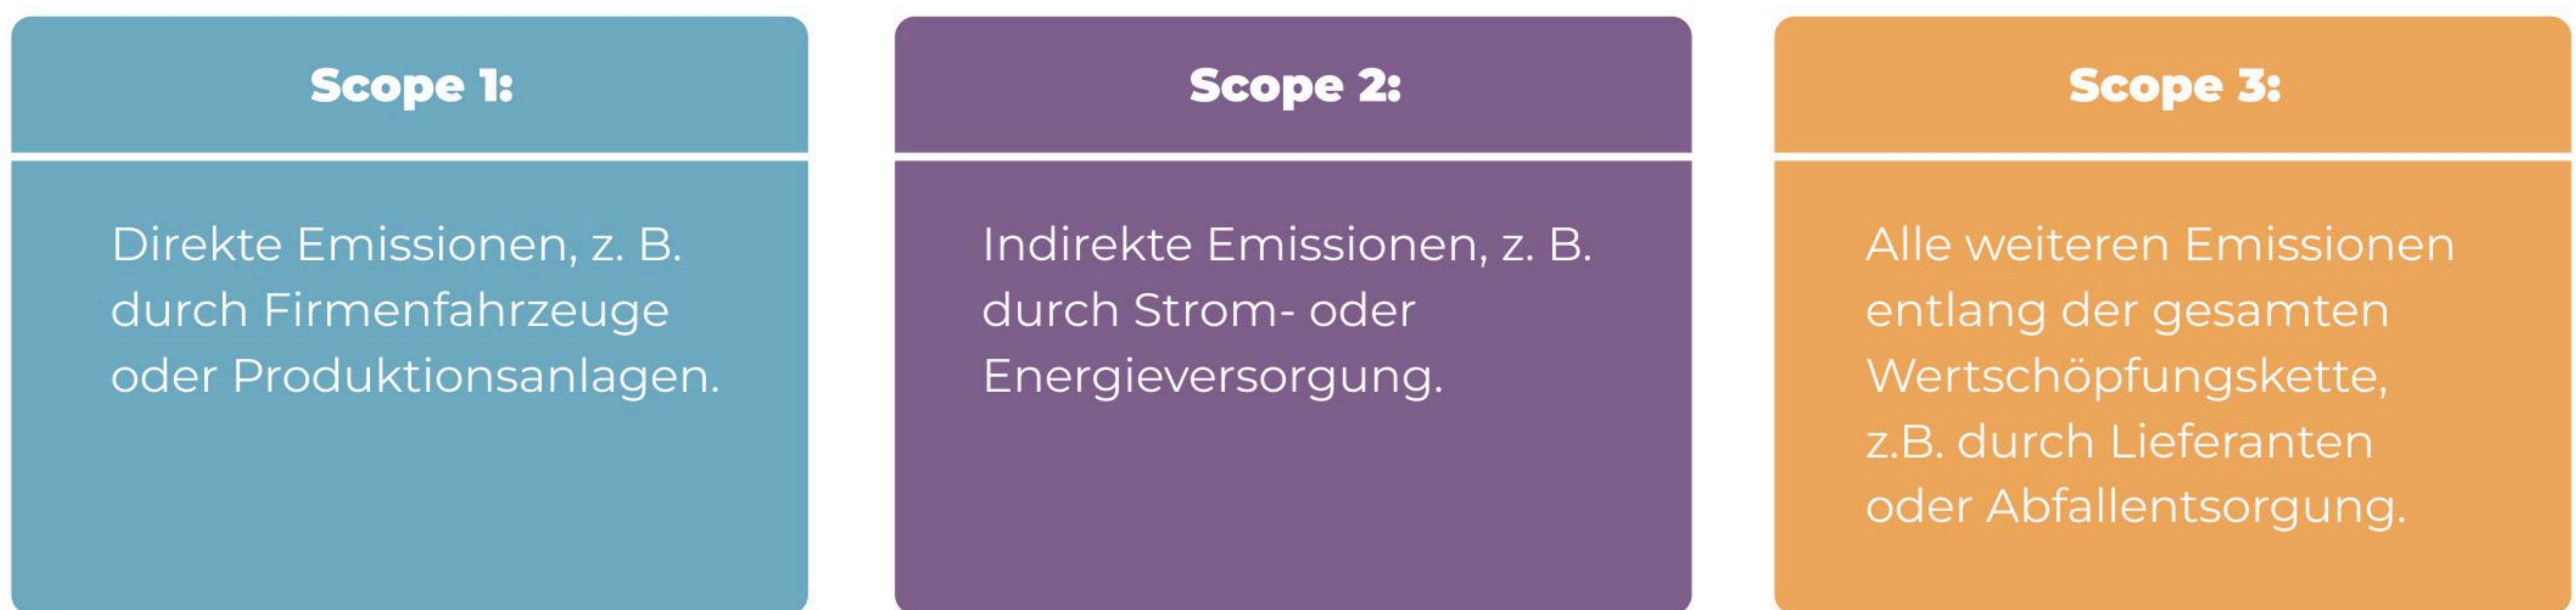 Scope 1:
Direkte Emissionen, z. B.
durch Firmenfahrzeuge
oder Produktionsanlagen.
Scope 2:
Indirekte Emissionen, z. B.
durch Strom- oder
Energieversorgung.
Scope 3:
Alle weiteren Emissionen
entlang der gesamten
Wertschöpfungskette,
z.B. durch Lieferanten
oder Abfallentsorgung.